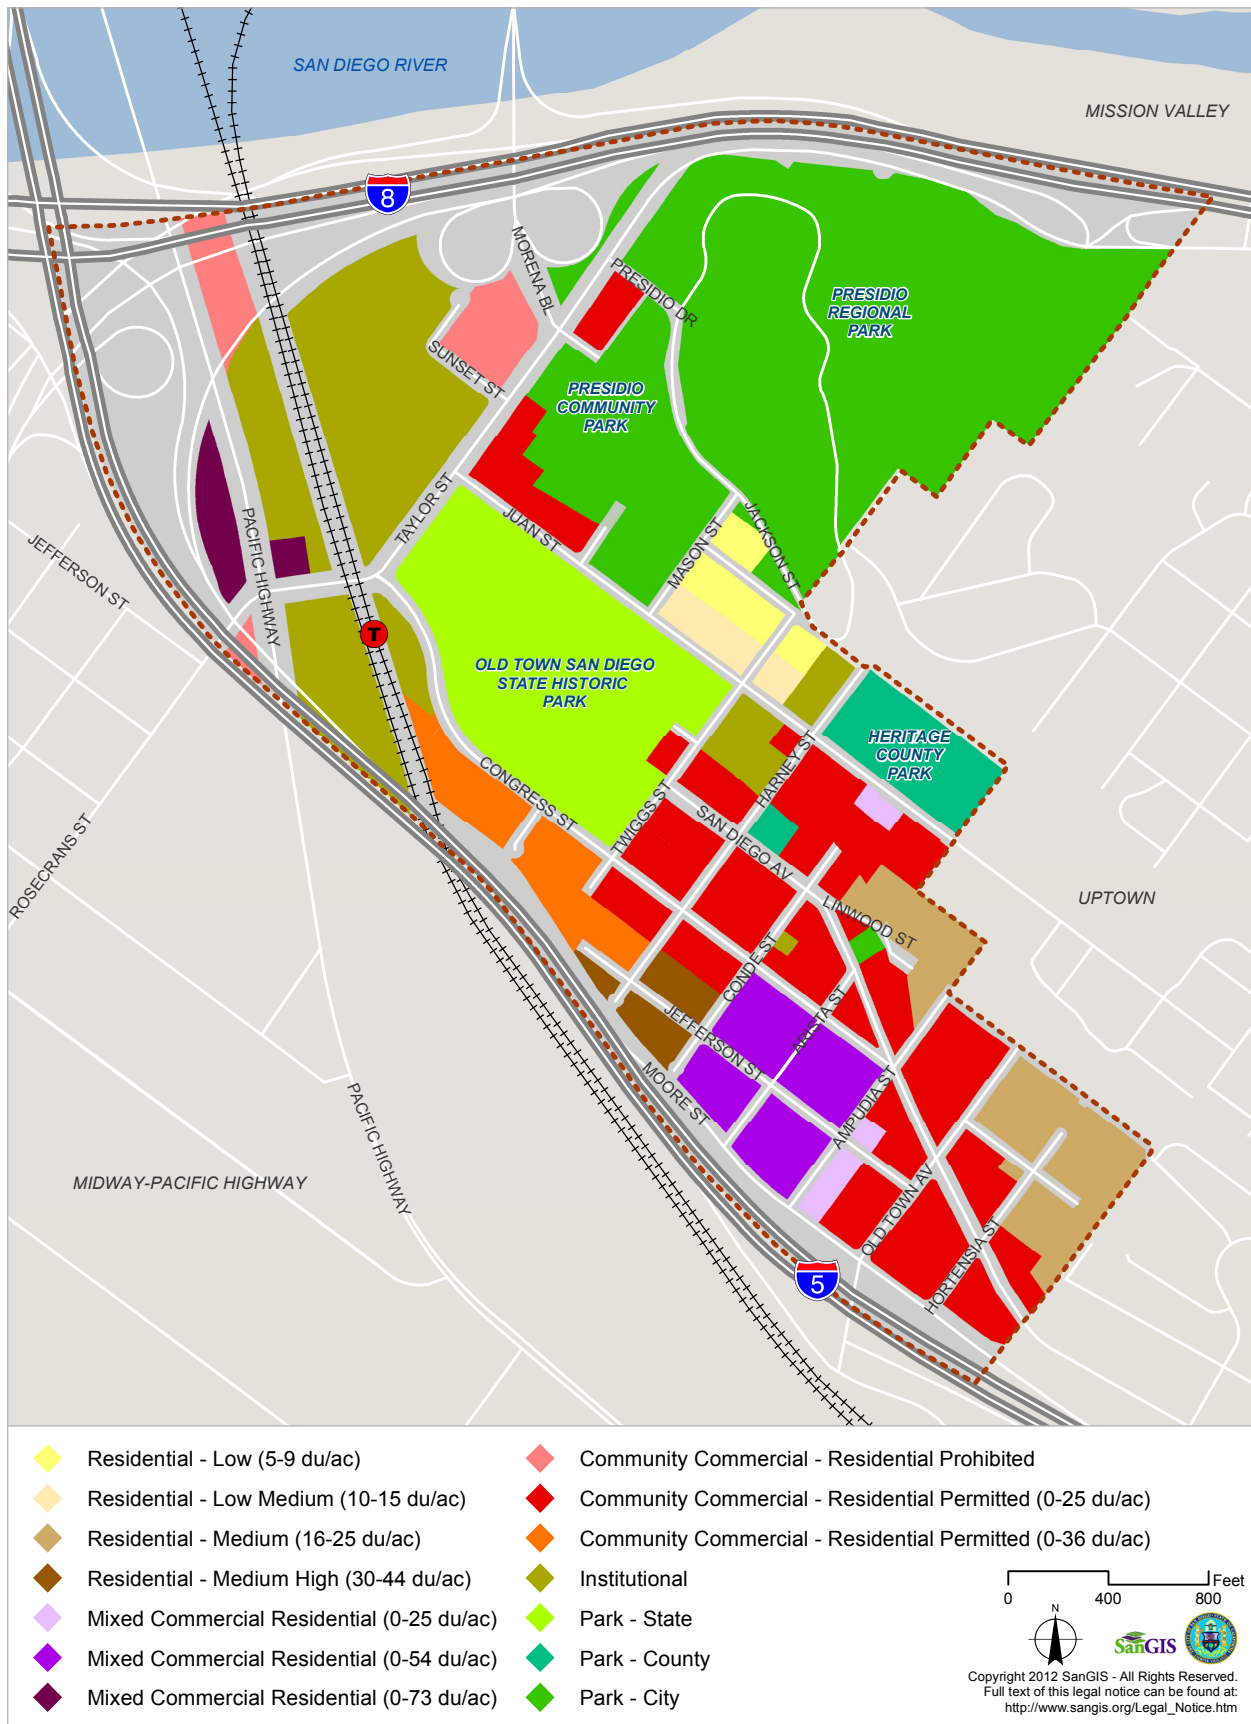 SAN DIEGO RIVER
MISSION VALLEY
8
MORENA BL
PRESIDIO DR
PRESIDIO
REGIONAL
PARK
SUNSET ST
PRESIDIO
COMMUNITY
PARK
TAYLOR ST
JUAN ST
MASON ST
JACKSON ST
PACIFIC HIGHWAY
JEFFERSON ST
T
OLD TOWN SAN DIEGO
STATE HISTORIC
PARK
HERITAGE
COUNTY
PARK
CONGRESS ST
TWIGGS ST
HARNEY ST
SAN DIEGO AV
ROSECRANS ST
UPTOWN
LINWOOD ST
CONDE ST
ARISTA ST
JEFFERSON ST
MOORE ST
AMPUDIA ST
PACIFIC HIGHWAY
MIDWAY-PACIFIC HIGHWAY
OLD TOWN AV
HORTENSIA ST
5
Residential - Low (5-9 du/ac)
Residential - Low Medium (10-15 du/ac)
Residential - Medium (16-25 du/ac)
Residential - Medium High (30-44 du/ac)
Mixed Commercial Residential (0-25 du/ac)
Mixed Commercial Residential (0-54 du/ac)
Mixed Commercial Residential (0-73 du/ac)
Community Commercial - Residential Prohibited
Community Commercial - Residential Permitted (0-25 du/ac)
Community Commercial - Residential Permitted (0-36 du/ac)
Institutional
Park - State
Park - County
Park - City
Feet
0 400 800
N
SanGIS
Copyright 2012 SanGIS - All Rights Reserved.
Full text of this legal notice can be found at:
http://www.sangis.org/Legal_Notice.htm